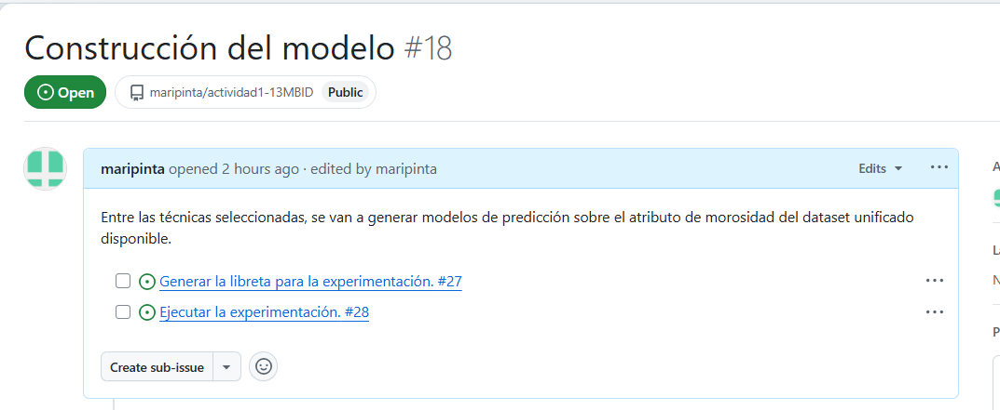 Construcción del modelo #18
Open
maripinta/actividad1-13MBID Public
maripinta opened 2 hours ago · edited by maripinta
Edits
Entre las técnicas seleccionadas, se van a generar modelos de predicción sobre el atributo de morosidad del dataset unificado
disponible.
Generar la libreta para la experimentación. #27
Ejecutar la experimentación. #28
Create sub-issue